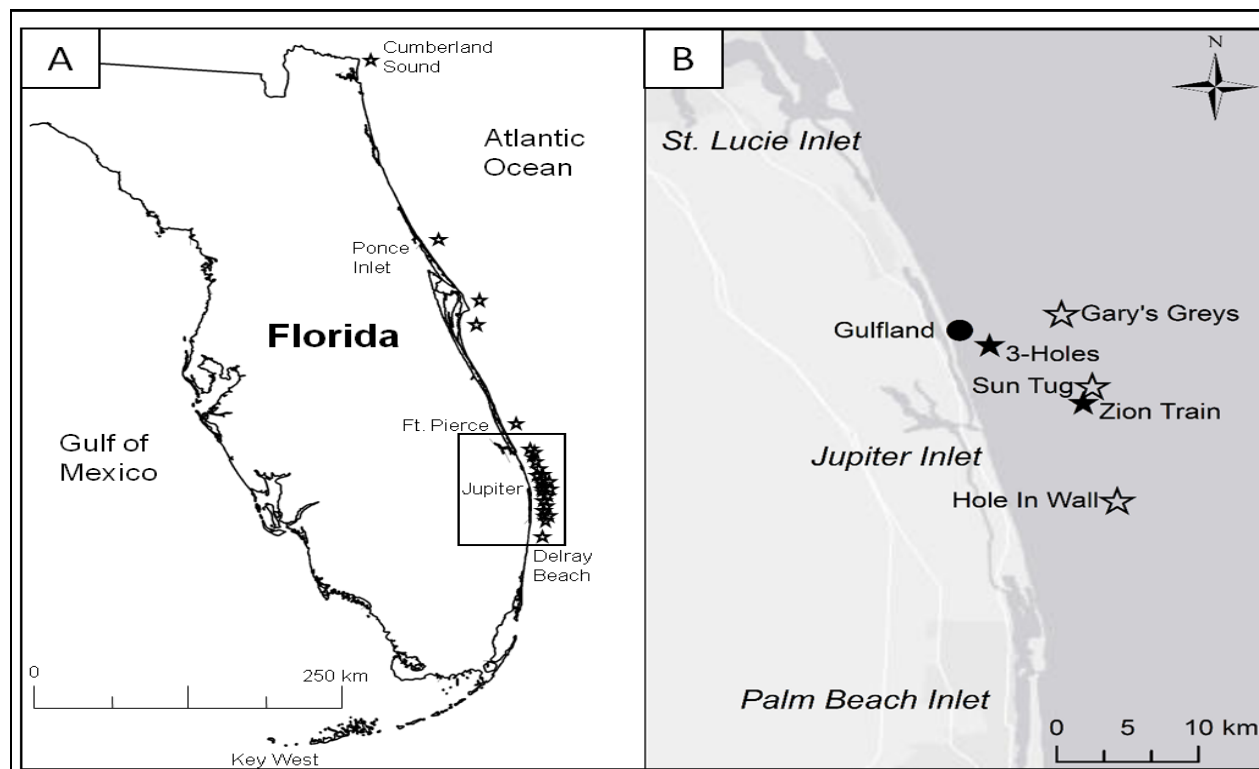 A
Cumberland
Sound
Atlantic
Ocean
Ponce
Inlet
Florida
Ft. Pierce
Gulf of
Mexico
Jupiter
Delray
Beach
0 250 km
Key West
B
N
St. Lucie Inlet
Gary's Greys
Gulfland
3-Holes
Sun Tug
Zion Train
Jupiter Inlet
Hole In Wall
Palm Beach Inlet
0 5 10 km